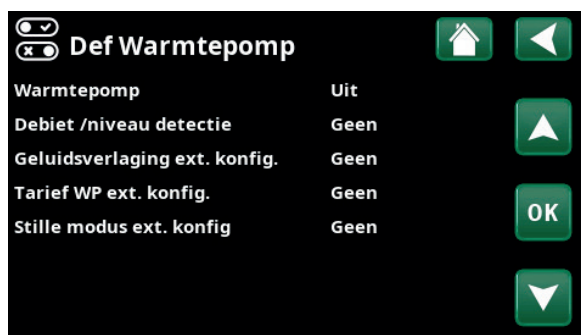 Def Warmtepomp
Warmtepomp Uit
Debiet /niveau detectie Geen
Geluidsverlaging ext. konfig. Geen
Tarief WP ext. konfig. Geen
Stille modus ext. konfig Geen
OK